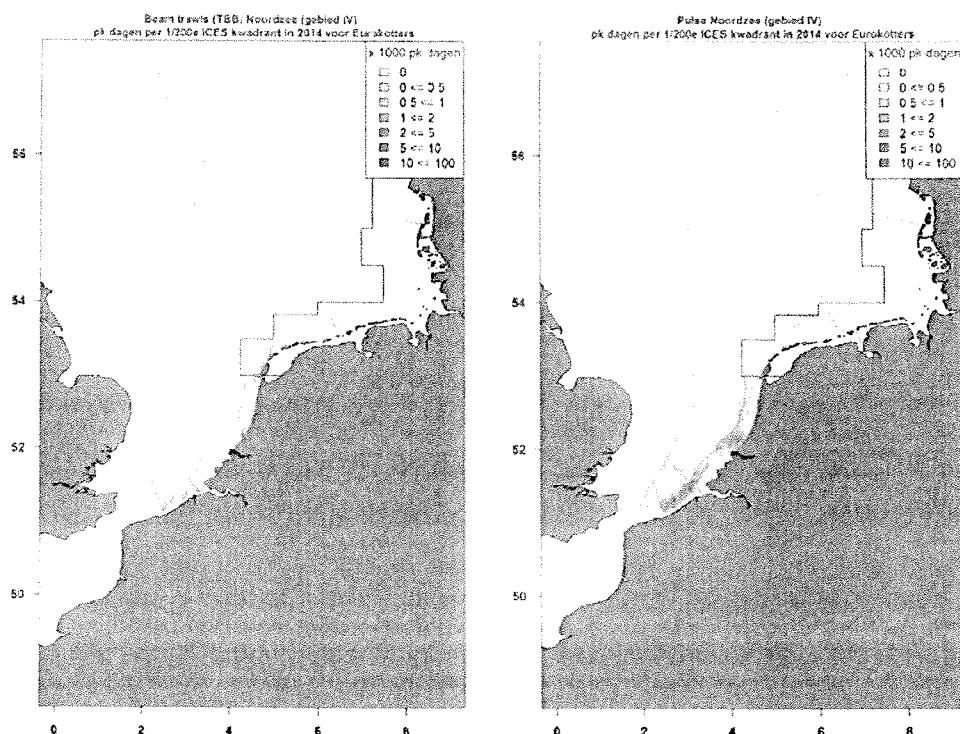 Beam trawls (TBB) Noordzee (gebied IV)
pk dagen per 1/200e ICES kwadrant in 2014 voor Eurokotters
x 1000 pk dagen
0
0 <= 0.5
0.5 <= 1
1 <= 2
2 <= 5
5 <= 10
10 <= 100
56
54
52
50
0 2 4 6 8
Pulse Noordzee (gebied IV)
pk dagen per 1/200e ICES kwadrant in 2014 voor Eurokotters
x 1000 pk dagen
0
0 <= 0.5
0.5 <= 1
1 <= 2
2 <= 5
5 <= 10
10 <= 100
56
54
52
50
0 2 4 6 8